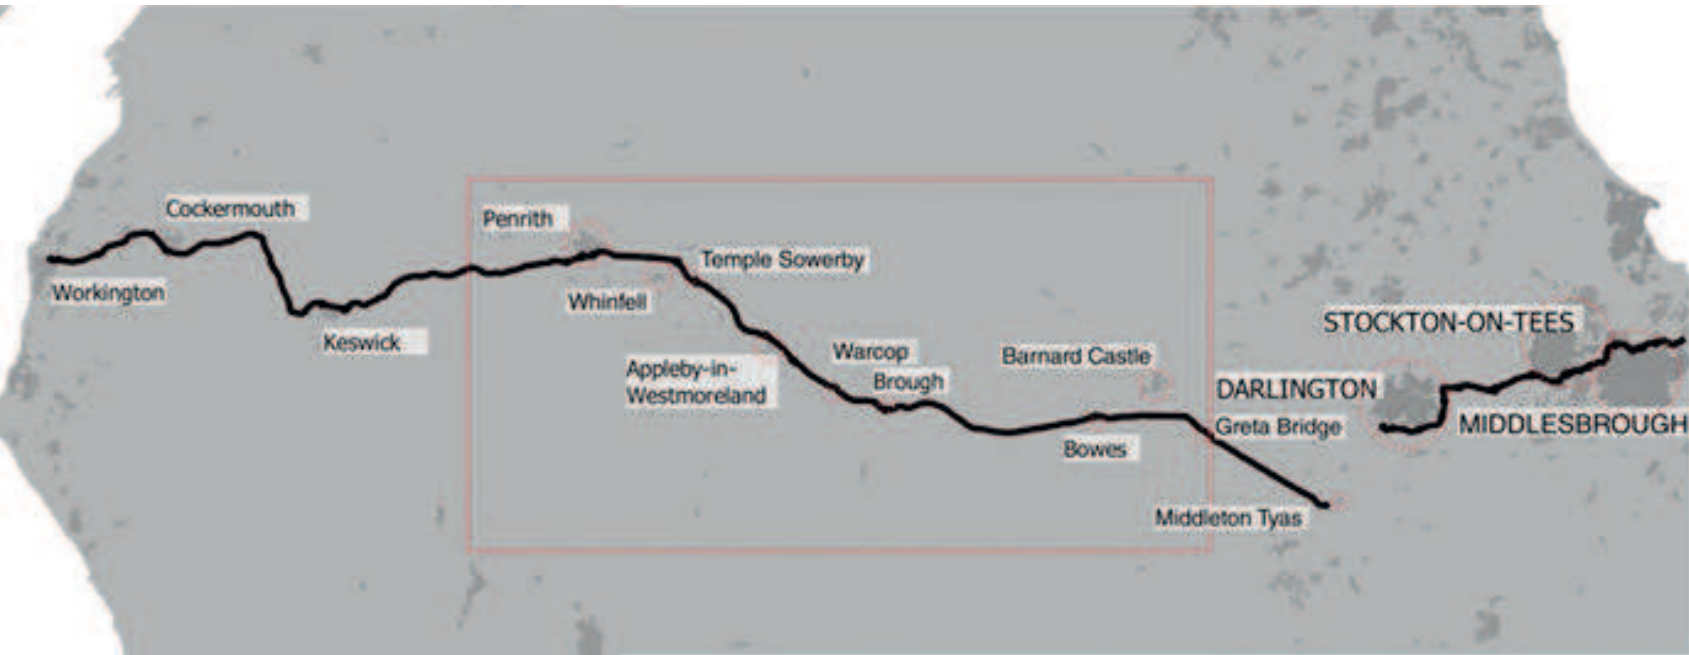 Cockermouth
Penrith
Temple Sowerby
Workington
Whinfell
STOCKTON-ON-TEES
Keswick
Warcop
Barnard Castle
Appleby-in-
Westmoreland
Brough
DARLINGTON
Greta Bridge
MIDDLESBROUGH
Bowes
Middleton Tyas